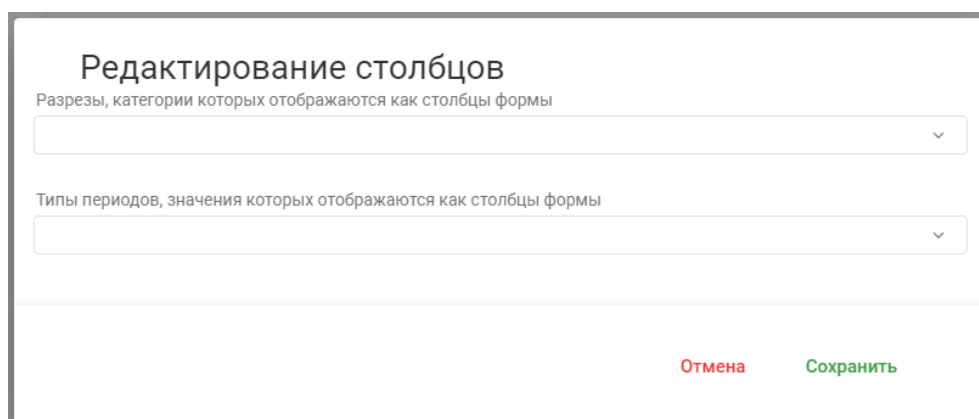 Редактирование столбцов
Разрезы, категории которых отображаются как столбцы формы
Типы периодов, значения которых отображаются как столбцы формы
Отмена Сохранить